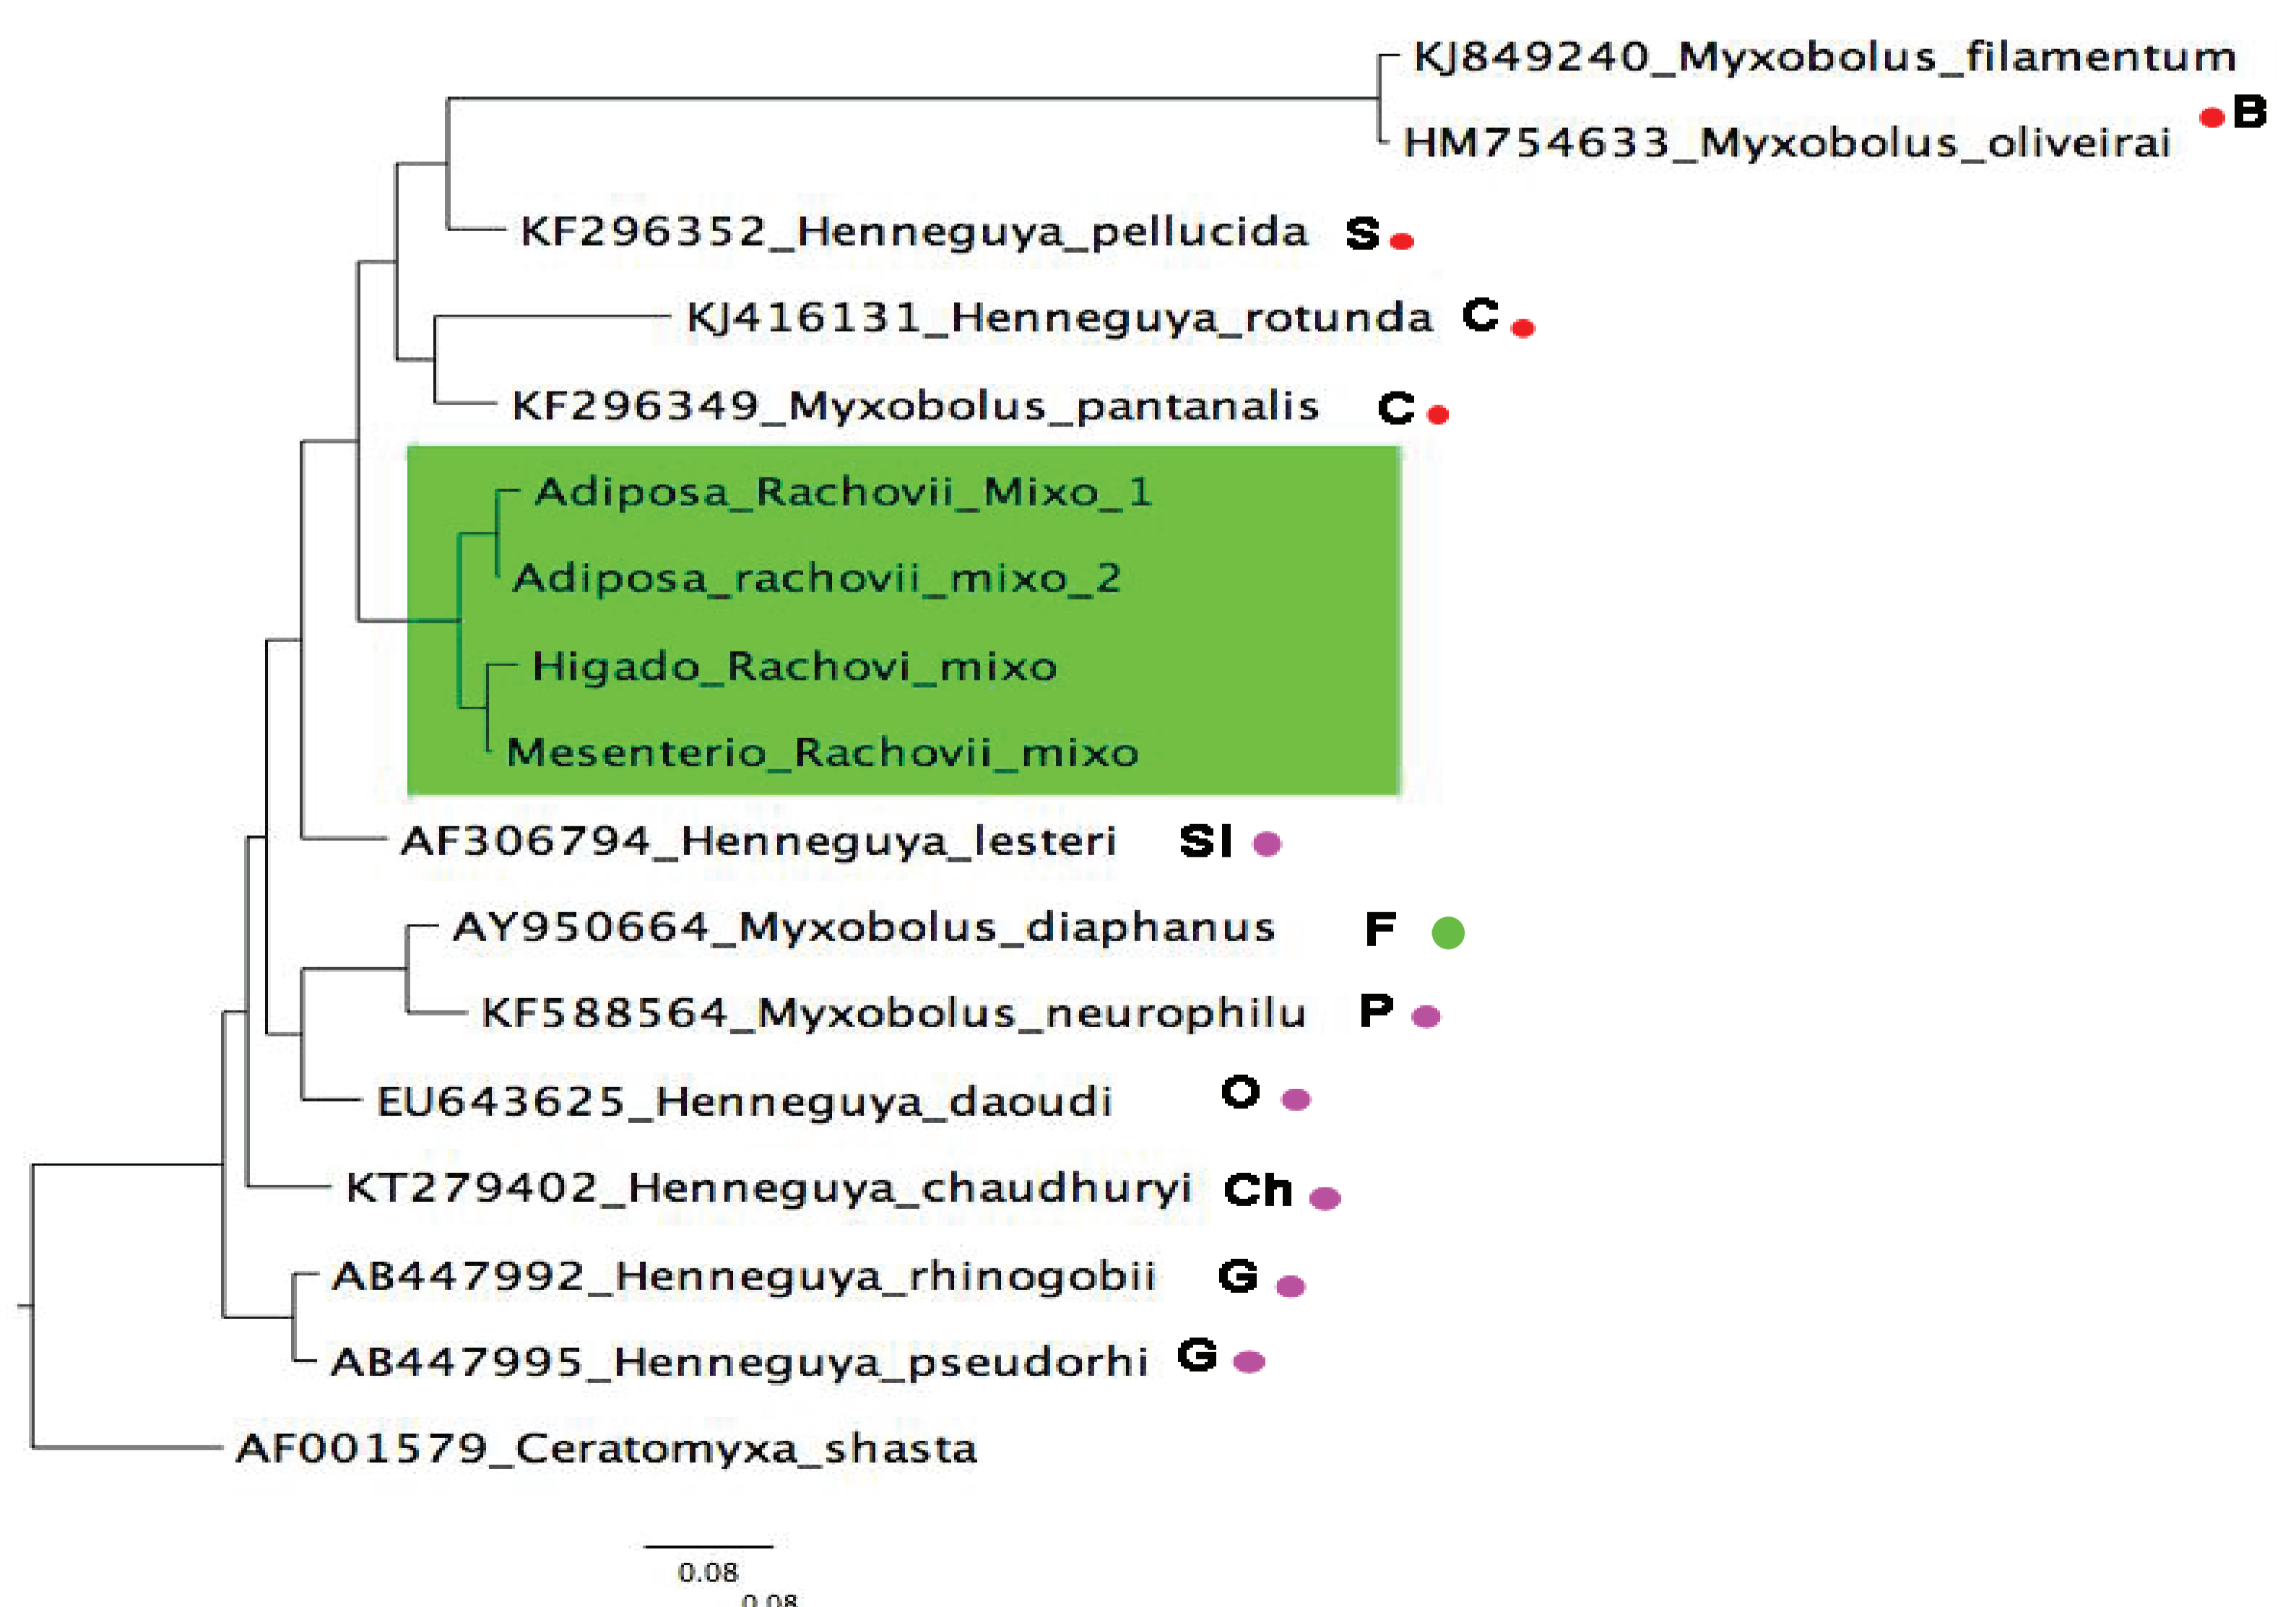 KJ849240_Myxobolus_filamentum
B
HM754633_Myxobolus_oliveirai
KF296352_Henneguya_pellucida S
KJ416131_Henneguya_rotunda C
KF296349_Myxobolus_pantanalis C
Adiposa_Rachovii_Mixo_1
Adiposa_rachovii_mixo_2
Higado_Rachovi_mixo
Mesenterio_Rachovii_mixo
AF306794_Henneguya_lesteri SI
AY950664_Myxobolus_diaphanus F
KF588564_Myxobolus_neurophilu P
EU643625_Henneguya_daoudi O
KT279402_Henneguya_chaudhuryi Ch
AB447992_Henneguya_rhinogobii G
AB447995_Henneguya_pseudorhi G
AF001579_Ceratomyxa_shasta
0.08
0.08